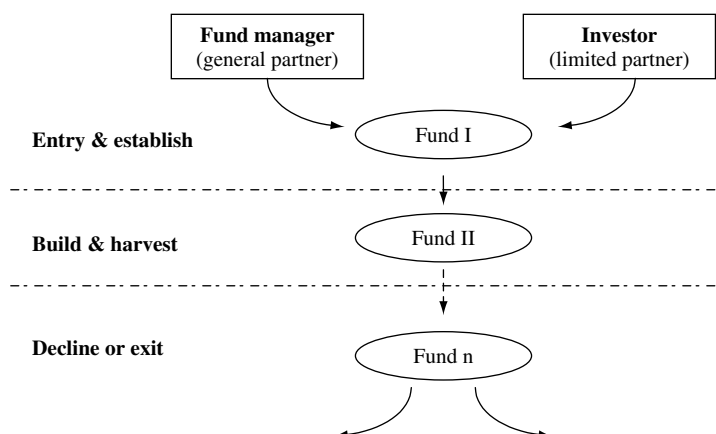 Fund manager
(general partner)
Investor
(limited partner)
Entry & establish
Fund I
Build & harvest
Fund II
Decline or exit
Fund n